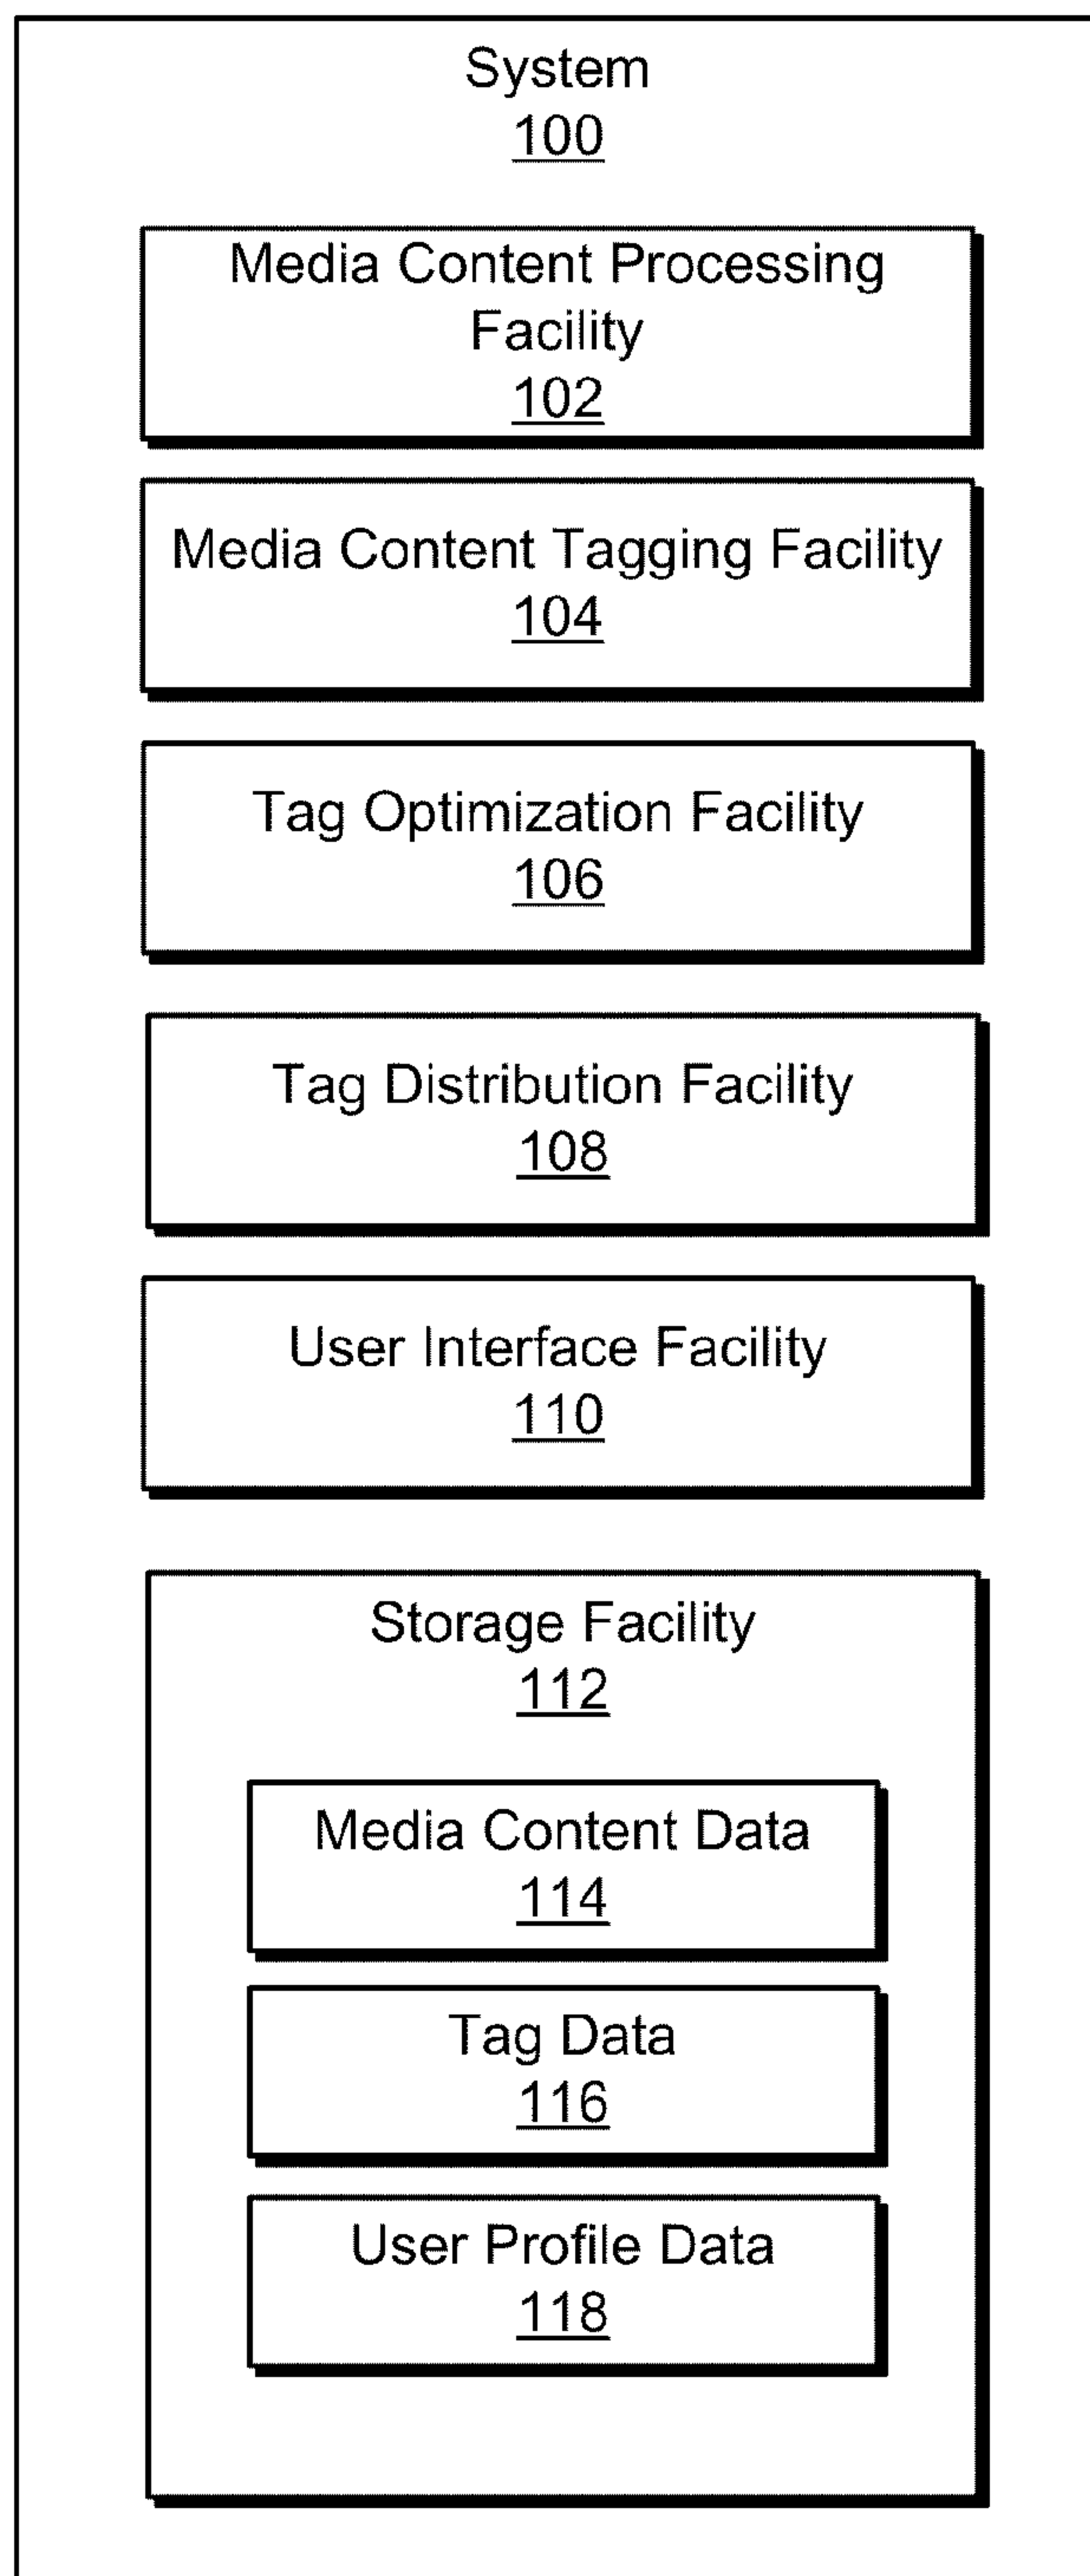 System
100
Media Content Processing
Facility
102
Media Content Tagging Facility
104
Tag Optimization Facility
106
Tag Distribution Facility
108
User Interface Facility
110
Storage Facility
112
Media Content Data
114
Tag Data
116
User Profile Data
118